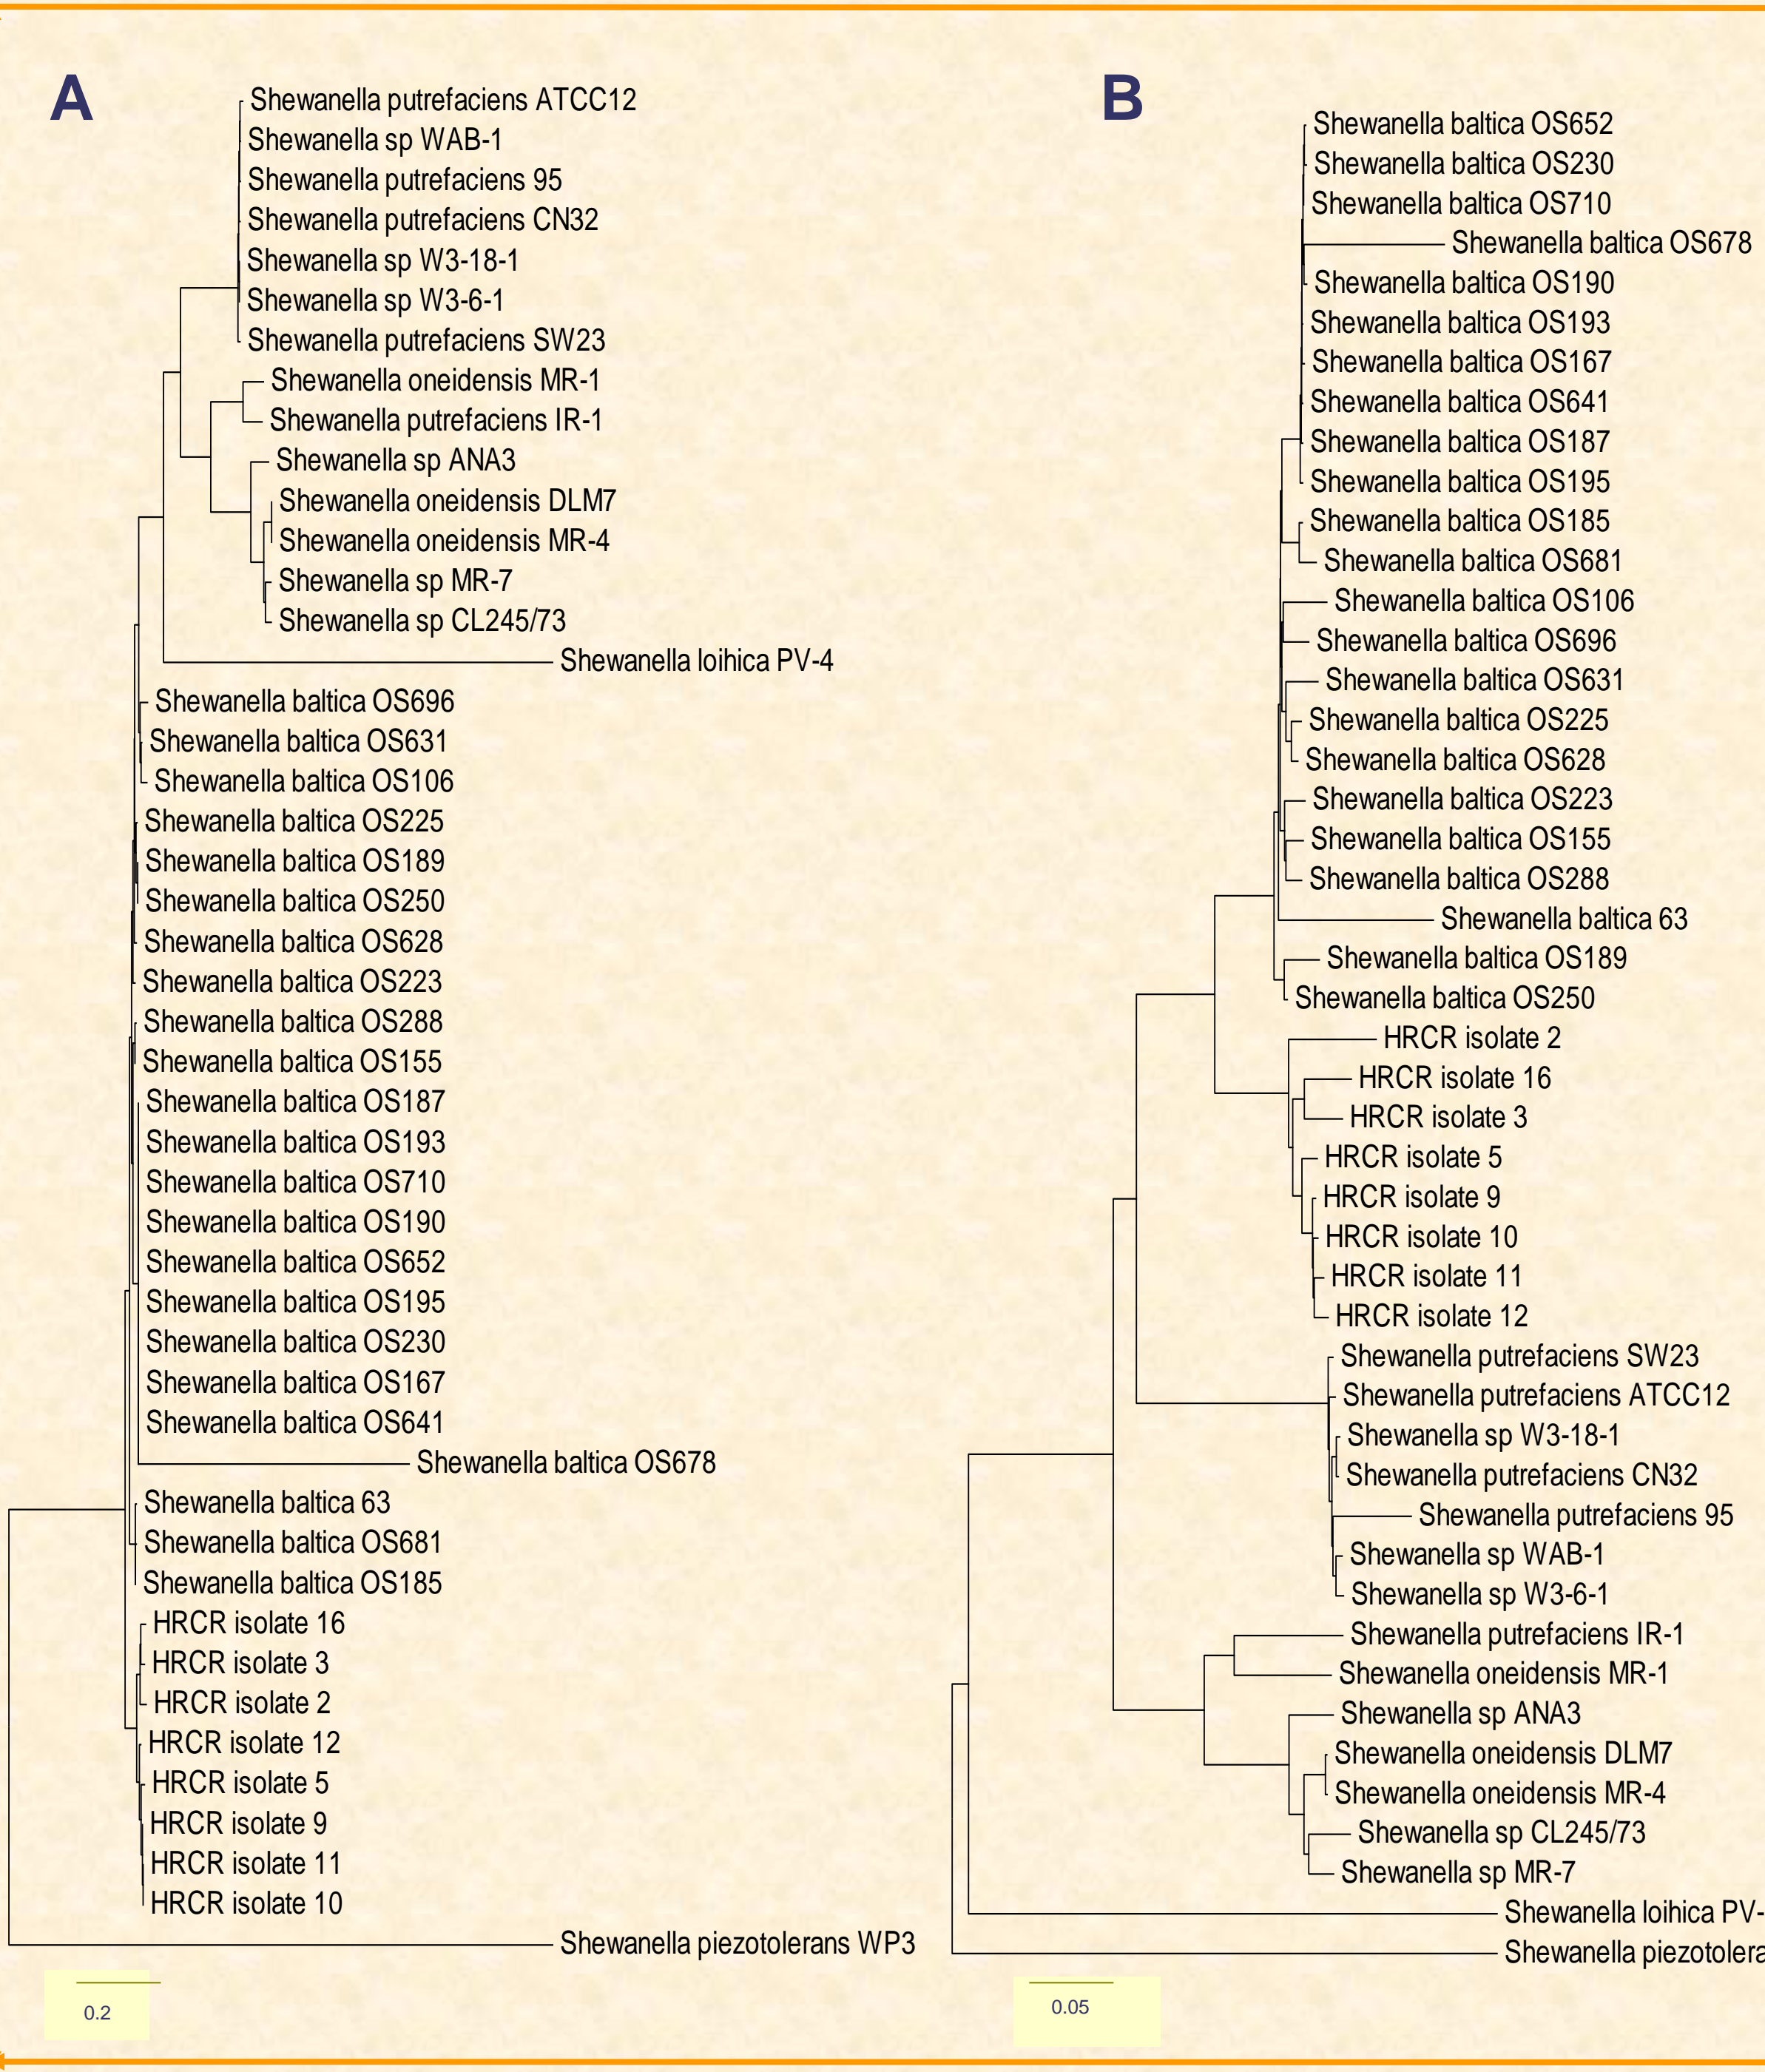 A
Shewanella putrefaciens ATCC12
Shewanella sp WAB-1
Shewanella putrefaciens 95
Shewanella putrefaciens CN32
Shewanella sp W3-18-1
Shewanella sp W3-6-1
Shewanella putrefaciens SW23
Shewanella oneidensis MR-1
Shewanella putrefaciens IR-1
Shewanella sp ANA3
Shewanella oneidensis DLM7
Shewanella oneidensis MR-4
Shewanella sp MR-7
Shewanella sp CL245/73
Shewanella loihica PV-4
Shewanella baltica OS696
Shewanella baltica OS631
Shewanella baltica OS106
Shewanella baltica OS225
Shewanella baltica OS189
Shewanella baltica OS250
Shewanella baltica OS628
Shewanella baltica OS223
Shewanella baltica OS288
Shewanella baltica OS155
Shewanella baltica OS187
Shewanella baltica OS193
Shewanella baltica OS710
Shewanella baltica OS190
Shewanella baltica OS652
Shewanella baltica OS195
Shewanella baltica OS230
Shewanella baltica OS167
Shewanella baltica OS641
Shewanella baltica OS678
Shewanella baltica 63
Shewanella baltica OS681
Shewanella baltica OS185
HRCR isolate 16
HRCR isolate 3
HRCR isolate 2
HRCR isolate 12
HRCR isolate 5
HRCR isolate 9
HRCR isolate 11
HRCR isolate 10
Shewanella piezotolerans WP3
0.2
B
Shewanella baltica OS652
Shewanella baltica OS230
Shewanella baltica OS710
Shewanella baltica OS678
Shewanella baltica OS190
Shewanella baltica OS193
Shewanella baltica OS167
Shewanella baltica OS641
Shewanella baltica OS187
Shewanella baltica OS195
Shewanella baltica OS185
Shewanella baltica OS681
Shewanella baltica OS106
Shewanella baltica OS696
Shewanella baltica OS631
Shewanella baltica OS225
Shewanella baltica OS628
Shewanella baltica OS223
Shewanella baltica OS155
Shewanella baltica OS288
Shewanella baltica 63
Shewanella baltica OS189
Shewanella baltica OS250
HRCR isolate 2
HRCR isolate 16
HRCR isolate 3
HRCR isolate 5
HRCR isolate 9
HRCR isolate 10
HRCR isolate 11
HRCR isolate 12
Shewanella putrefaciens SW23
Shewanella putrefaciens ATCC12
Shewanella sp W3-18-1
Shewanella putrefaciens CN32
Shewanella putrefaciens 95
Shewanella sp WAB-1
Shewanella sp W3-6-1
Shewanella putrefaciens IR-1
Shewanella oneidensis MR-1
Shewanella sp ANA3
Shewanella oneidensis DLM7
Shewanella oneidensis MR-4
Shewanella sp CL245/73
Shewanella sp MR-7
Shewanella loihica PV-
Shewanella piezotolera
0.05